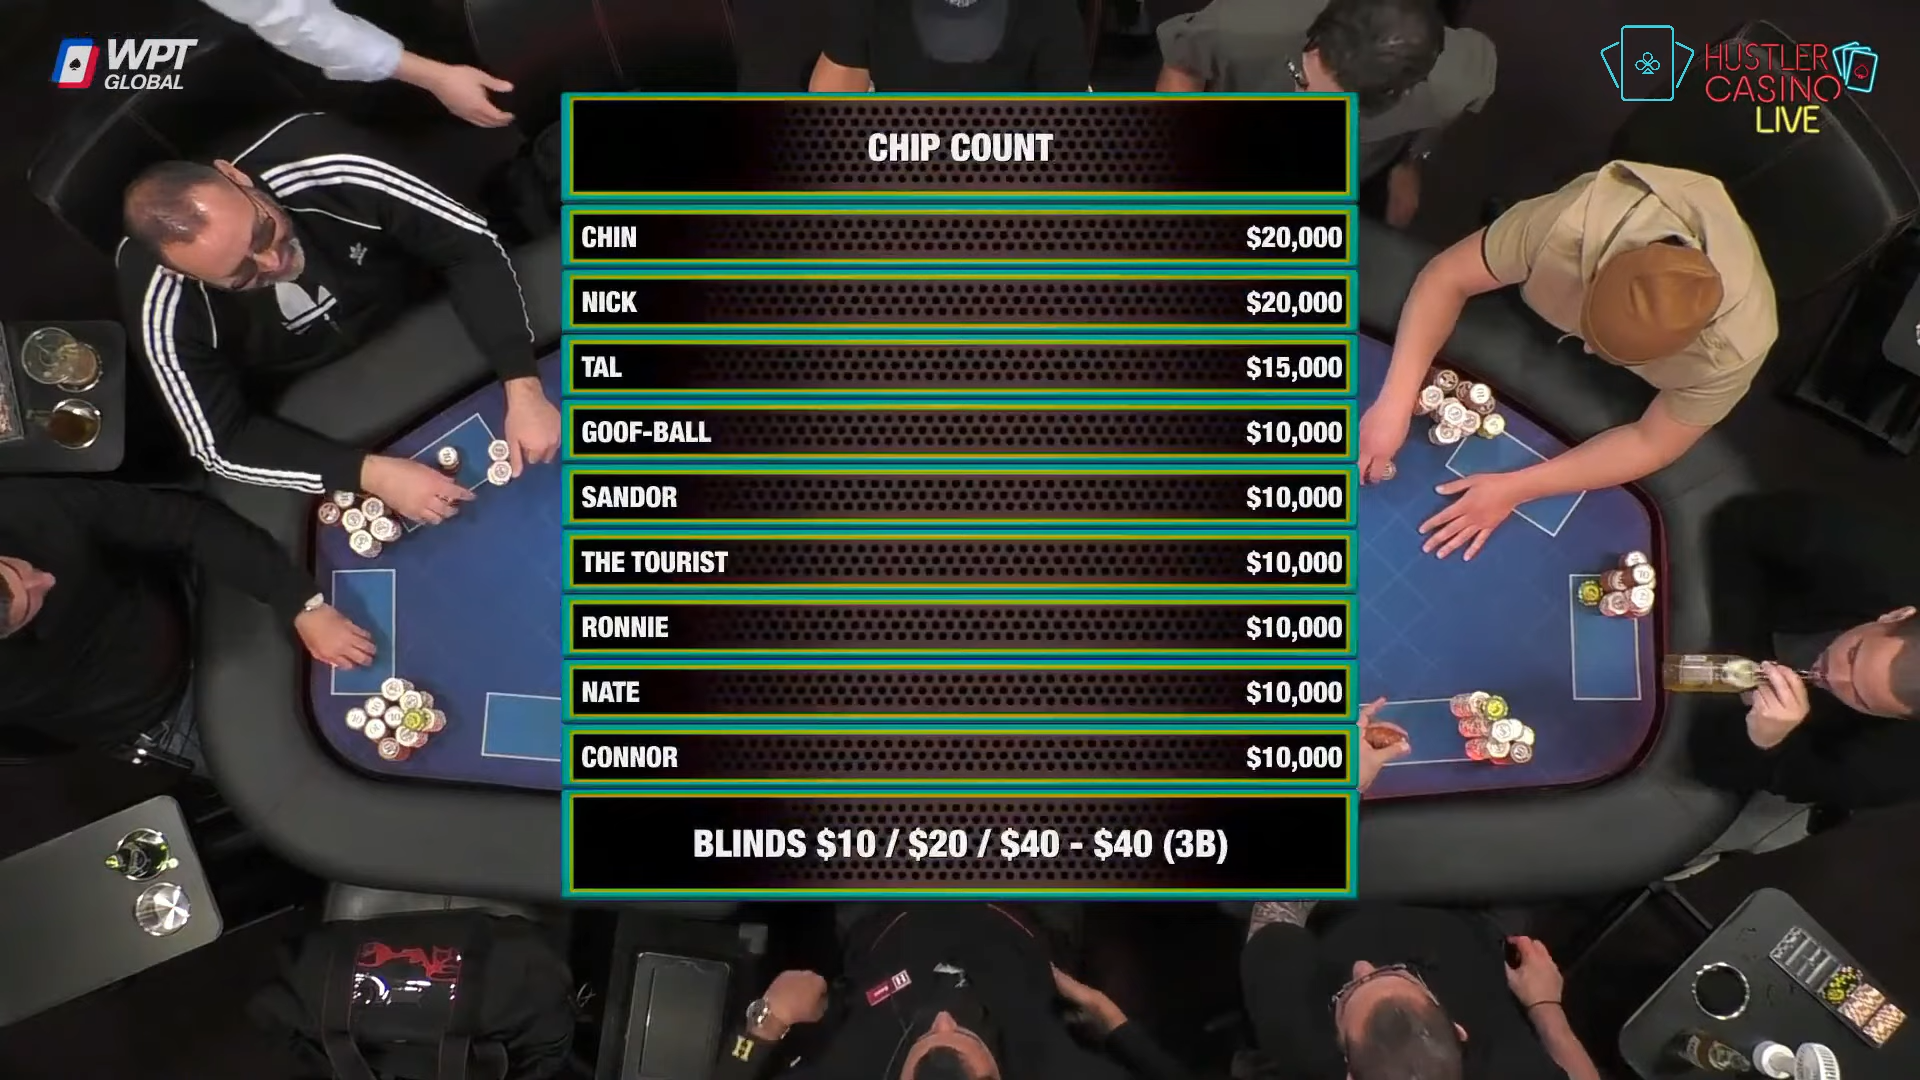 WPT
GLOBAL
HUSTLER
CASINO
LIVE
CHIP COUNT
CHIN $20,000
NICK $20,000
TAL $15,000
GOOF-BALL $10,000
SANDOR $10,000
THE TOURIST $10,000
RONNIE $10,000
NATE $10,000
CONNOR $10,000
BLINDS $10 / $20 / $40 - $40 (3B)